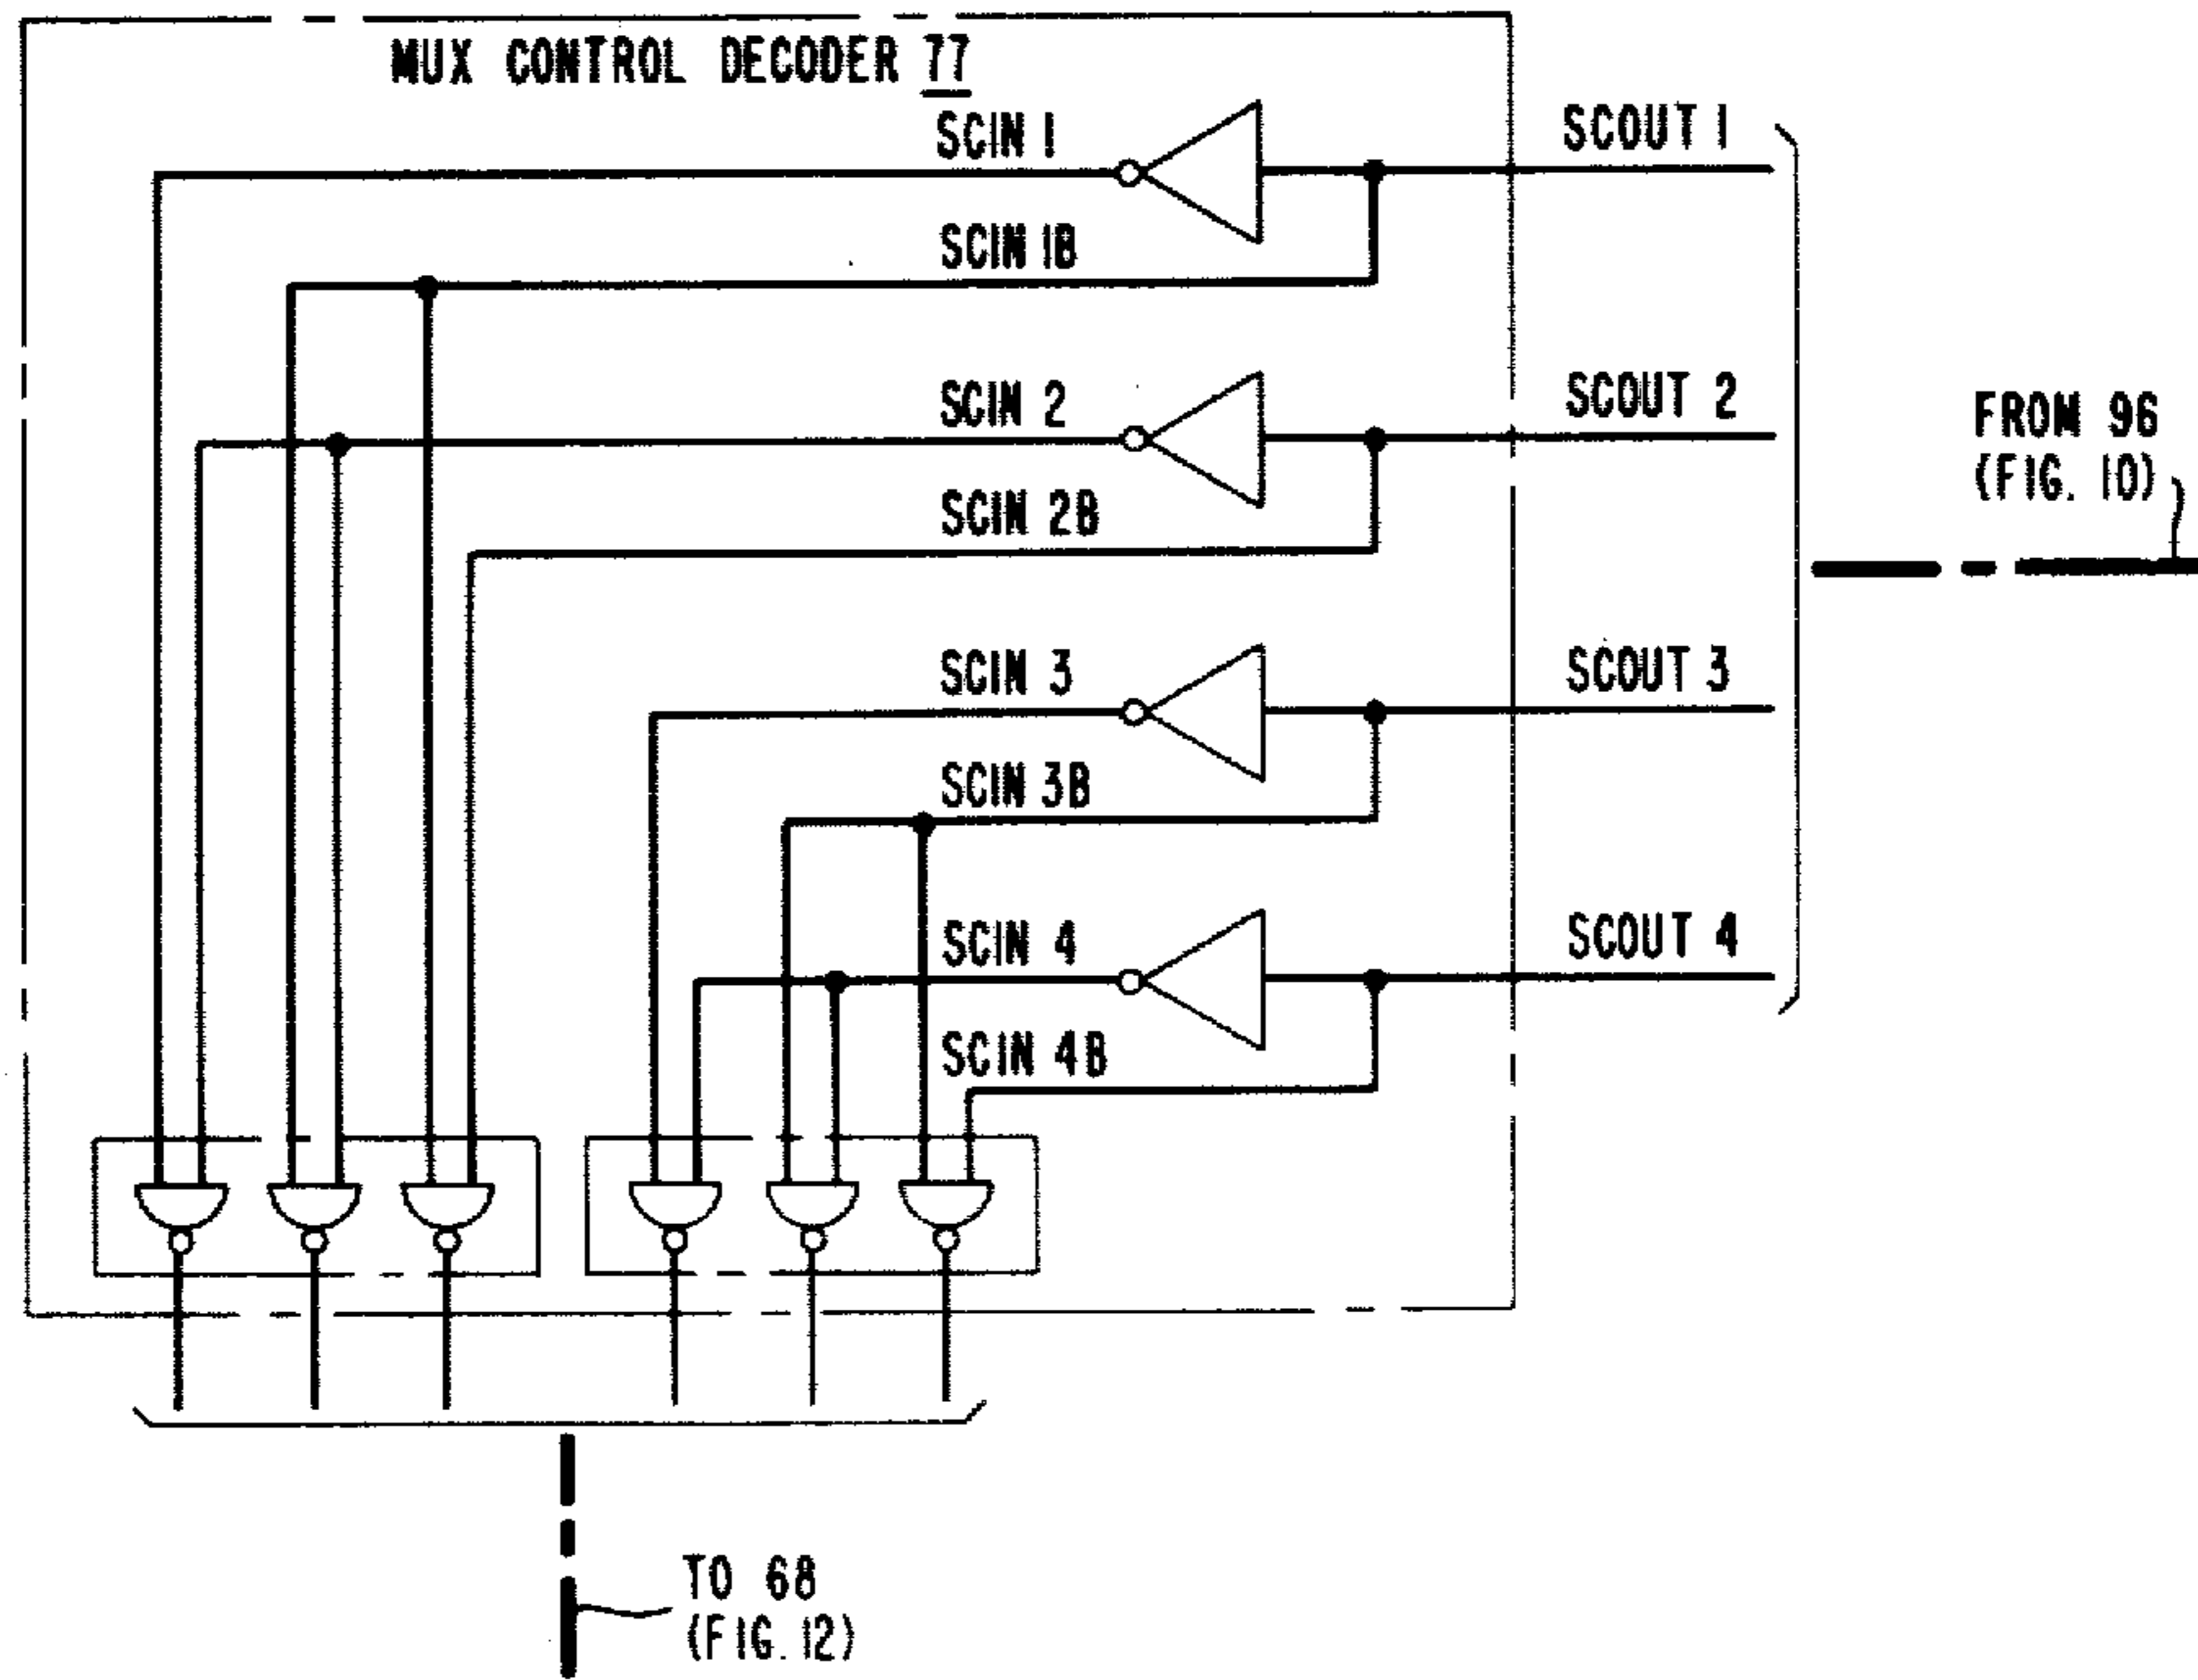 MUX CONTROL DECODER 77
SCIN 1
SCOUT 1
SCIN 1B
SCIN 2
SCOUT 2
FROM 96
(FIG. 10)
SCIN 2B
SCIN 3
SCOUT 3
SCIN 3B
SCIN 4
SCOUT 4
SCIN 4B
TO 68
(FIG. 12)